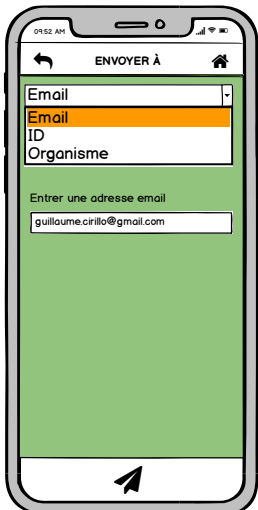 09:52 AM
ENVOYER À
Email
Email
ID
Organisme
Entrer une adresse email
guillaume.cirillo@gmail.com